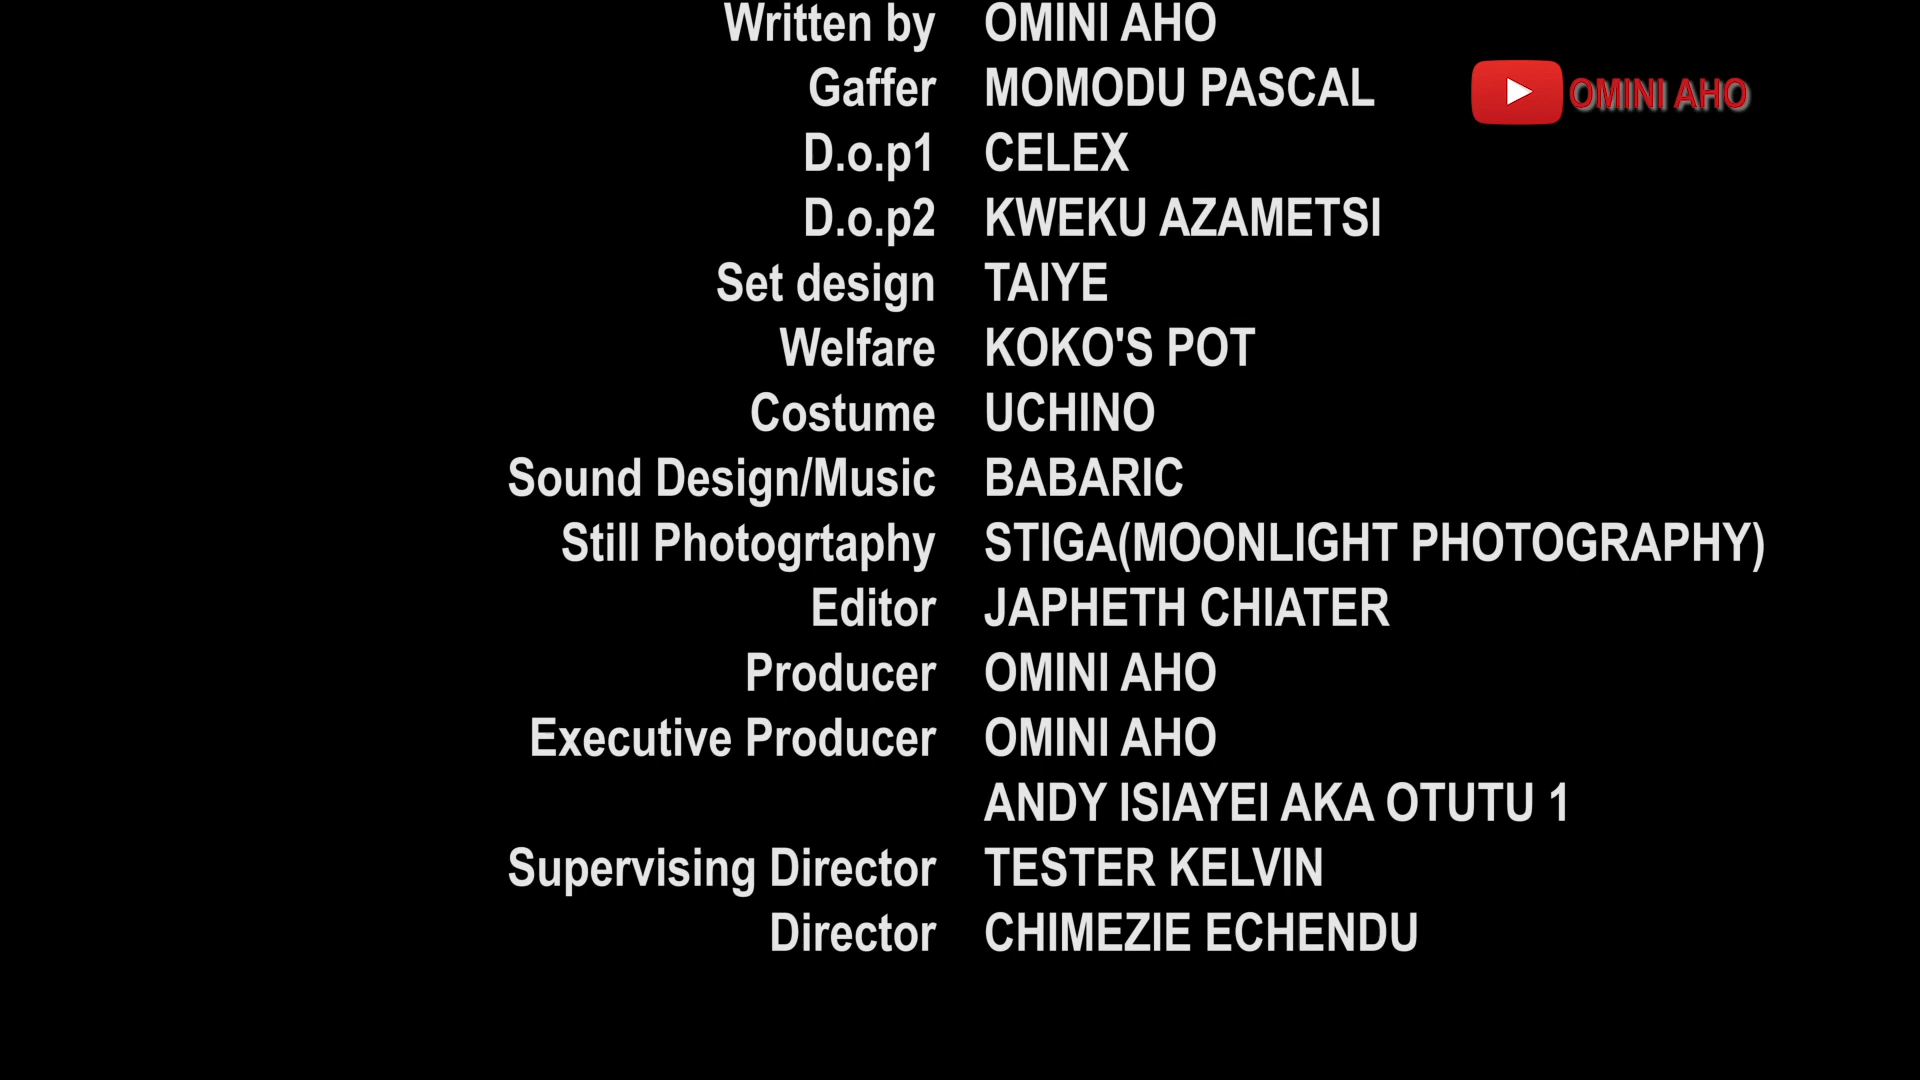 Written by OMINI AHO
Gaffer MOMODU PASCAL
OMINI AHO
D.o.p1 CELEX
D.o.p2 KWEKU AZAMETSI
Set design TAIYE
Welfare KOKO'S POT
Costume UCHINO
Sound Design/Music BABARIC
Still Photogrtaphy STIGA(MOONLIGHT PHOTOGRAPHY)
Editor JAPHETH CHIATER
Producer OMINI AHO
Executive Producer OMINI AHO
ANDY ISIAYEI AKA OTUTU 1
Supervising Director TESTER KELVIN
Director CHIMEZIE ECHENDU